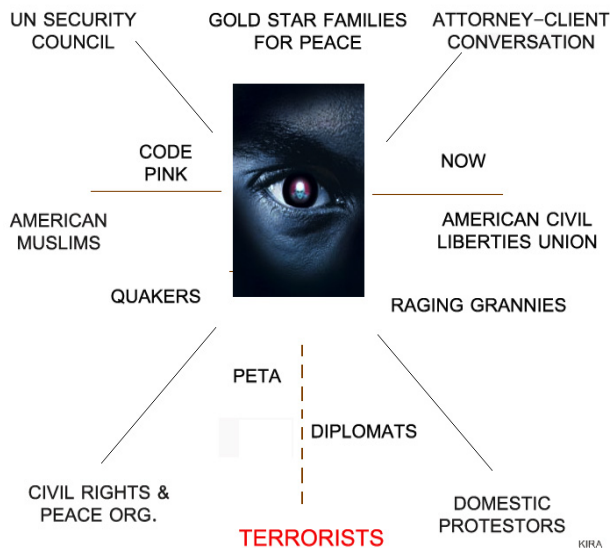 UN SECURITY
COUNCIL
GOLD STAR FAMILIES
FOR PEACE
ATTORNEY–CLIENT
CONVERSATION
CODE
PINK
NOW
AMERICAN
MUSLIMS
AMERICAN CIVIL
LIBERTIES UNION
QUAKERS
RAGING GRANNIES
PETA
DIPLOMATS
CIVIL RIGHTS &
PEACE ORG.
DOMESTIC
PROTESTORS
TERRORISTS
KIRA